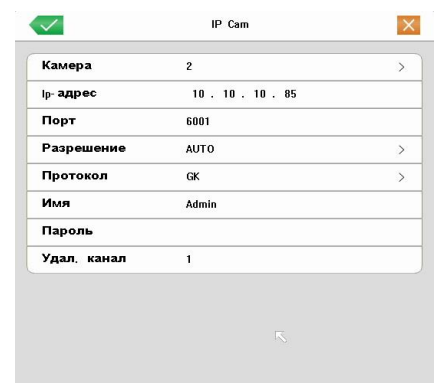 IP Cam
Камера 2
Ip-адрес 10 . 10 . 10 . 85
Порт 6001
Разрешение AUTO
Протокол GK
Имя Admin
Пароль
Удал. канал 1